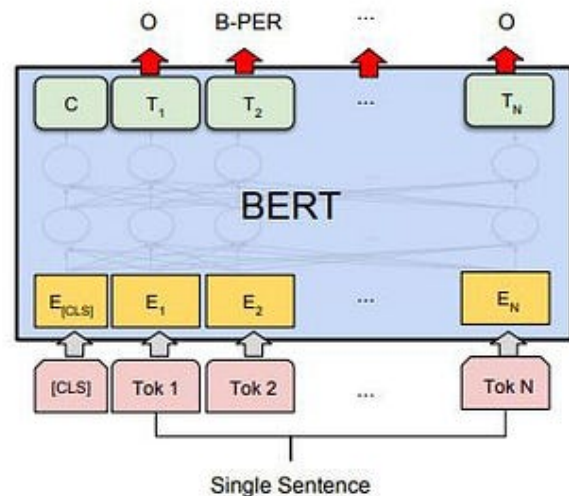 O B-PER ... O
C T1 T2 ... TN
BERT
E[CLS] E1 E2 ... EN
[CLS] Tok 1 Tok 2 ... Tok N
Single Sentence